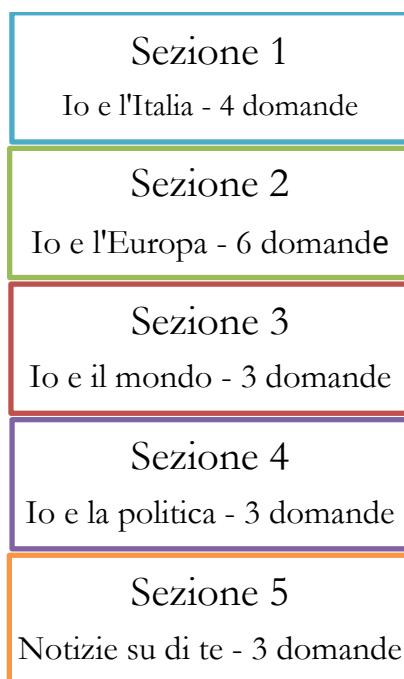 Sezione 1
Io e l'Italia - 4 domande
Sezione 2
Io e l'Europa - 6 domande
Sezione 3
Io e il mondo - 3 domande
Sezione 4
Io e la politica - 3 domande
Sezione 5
Notizie su di te - 3 domande